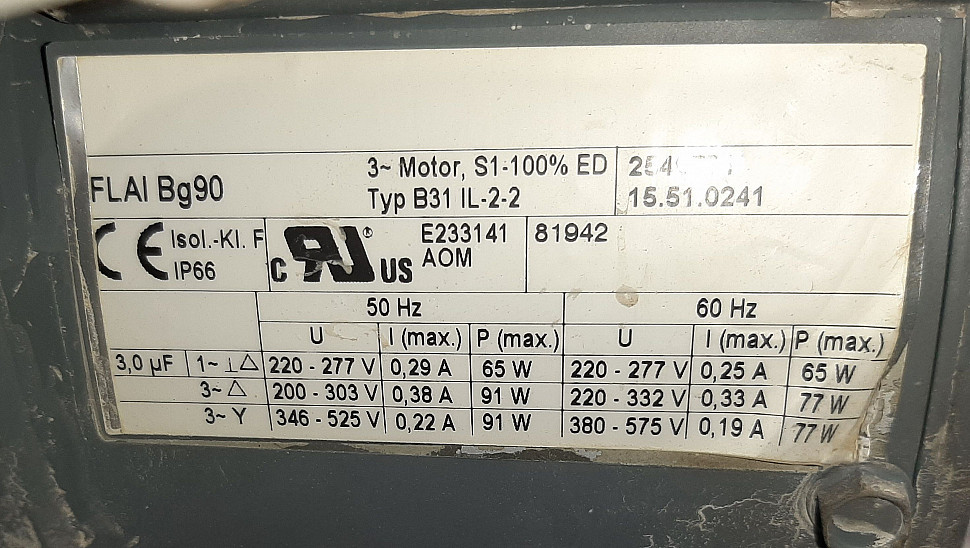 FLAI Bg90
3~ Motor, S1-100% ED
Typ B31 IL-2-2
15.51.0241
CE Isol.-Kl. F
IP66
C RU ® US
E233141
AOM
81942
50 Hz 60 Hz
U I (max.) P (max.) U I (max.) P (max.)
3,0 µF 1~ ⊥△ 220 - 277 V 0,29 A 65 W 220 - 277 V 0,25 A 65 W
3~ △ 200 - 303 V 0,38 A 91 W 220 - 332 V 0,33 A 77 W
3~ Y 346 - 525 V 0,22 A 91 W 380 - 575 V 0,19 A 77 W